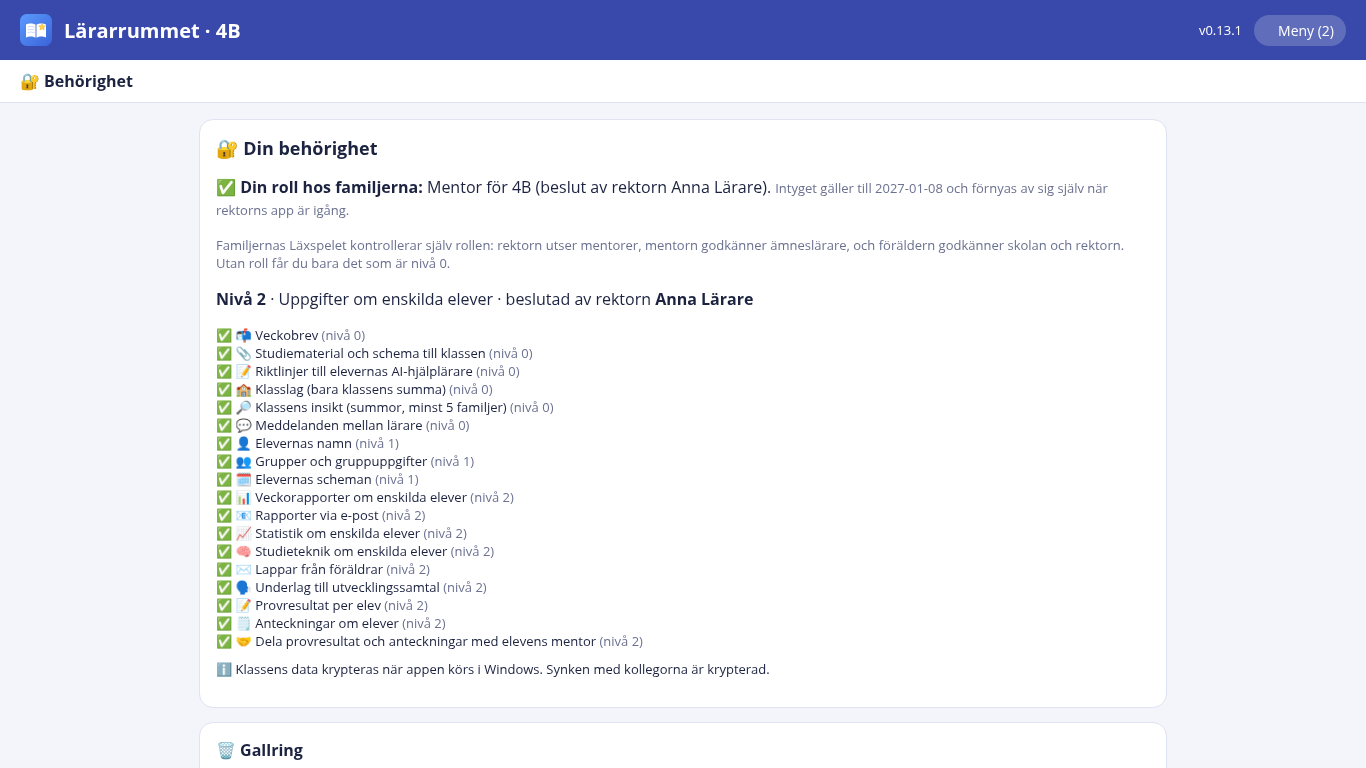 Lärarrummet · 4B
v0.13.1
Meny (2)
Behörighet
Din behörighet
Din roll hos familjerna: Mentor för 4B (beslut av rektorn Anna Lärare). Intyget gäller till 2027-01-08 och förnyas av sig själv när
rektorns app är igång.
Familjernas Läxspelet kontrollerar själv rollen: rektorn utser mentorer, mentorn godkänner ämneslärare, och föräldern godkänner skolan och rektorn.
Utan roll får du bara det som är nivå 0.
Nivå 2 · Uppgifter om enskilda elever · beslutad av rektorn Anna Lärare
Veckobrev (nivå 0)
Studiematerial och schema till klassen (nivå 0)
Riktlinjer till elevernas AI-hjälplärare (nivå 0)
Klasslag (bara klassens summa) (nivå 0)
Klassens insikt (summor, minst 5 familjer) (nivå 0)
Meddelanden mellan lärare (nivå 0)
Elevernas namn (nivå 1)
Grupper och gruppuppgifter (nivå 1)
Elevernas scheman (nivå 1)
Veckorapporter om enskilda elever (nivå 2)
Rapporter via e-post (nivå 2)
Statistik om enskilda elever (nivå 2)
Studieteknik om enskilda elever (nivå 2)
Lappar från föräldrar (nivå 2)
Underlag till utvecklingssamtal (nivå 2)
Provresultat per elev (nivå 2)
Anteckningar om elever (nivå 2)
Dela provresultat och anteckningar med elevens mentor (nivå 2)
Klassens data krypteras när appen körs i Windows. Synken med kollegorna är krypterad.
Gallring